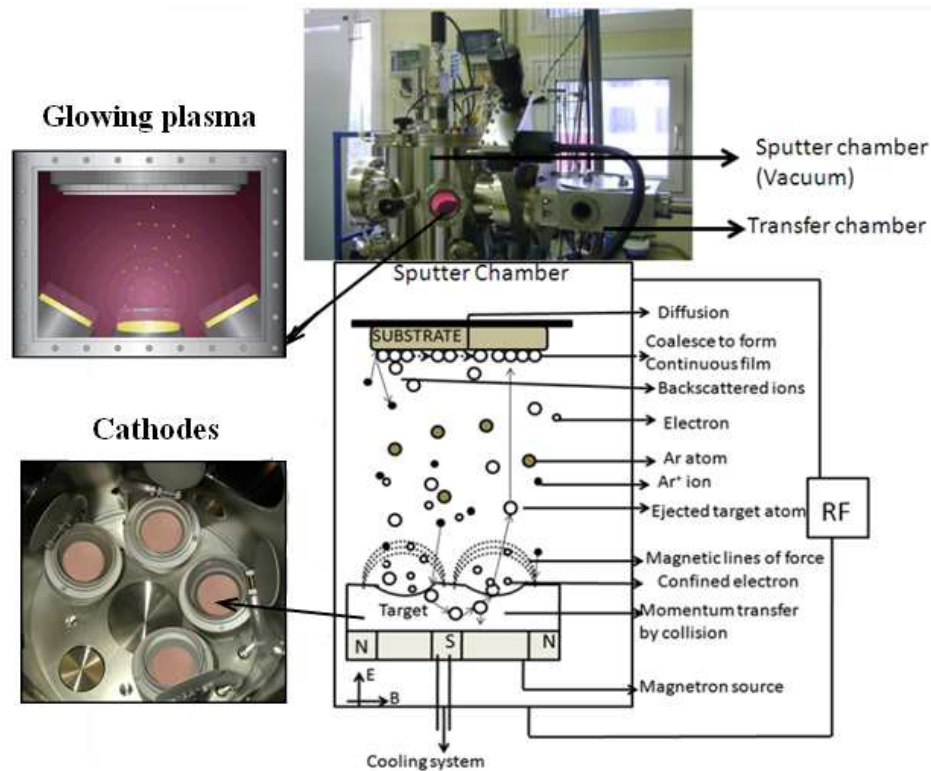 Glowing plasma
Sputter chamber
(Vacuum)
Transfer chamber
Sputter Chamber
SUBSTRATE
Diffusion
Coalesce to form
Continuous film
Backscattered ions
Electron
Ar atom
Ar⁺ ion
Ejected target atom
RF
Magnetic lines of force
Confined electron
Momentum transfer
by collision
Target
N
S
N
Magnetron source
E
B
Cooling system
Cathodes